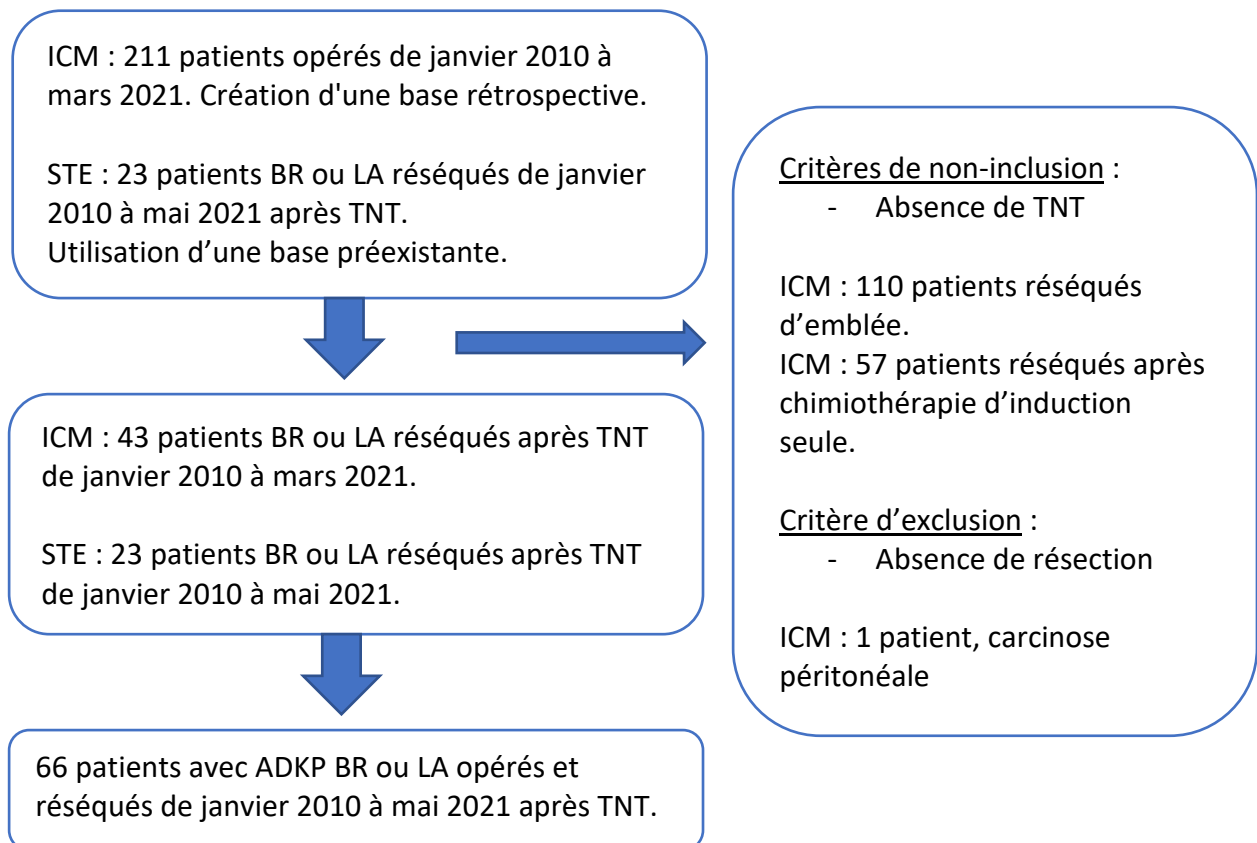 ICM : 211 patients opérés de janvier 2010 à
mars 2021. Création d'une base rétrospective.
STE : 23 patients BR ou LA réséqués de janvier
2010 à mai 2021 après TNT.
Utilisation d’une base préexistante.
Critères de non-inclusion :
- Absence de TNT
ICM : 110 patients réséqués
d’emblée.
ICM : 57 patients réséqués après
chimiothérapie d’induction
seule.
Critère d’exclusion :
- Absence de résection
ICM : 1 patient, carcinose
péritonéale
ICM : 43 patients BR ou LA réséqués après TNT
de janvier 2010 à mars 2021.
STE : 23 patients BR ou LA réséqués après TNT
de janvier 2010 à mai 2021.
66 patients avec ADKP BR ou LA opérés et
réséqués de janvier 2010 à mai 2021 après TNT.